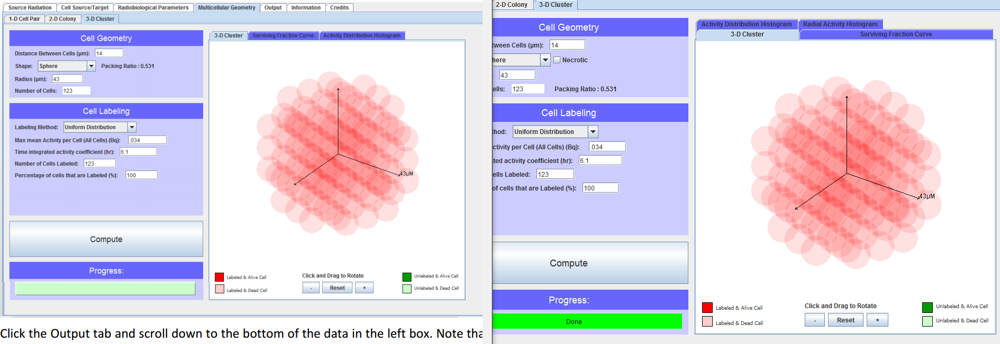 Source Radiation Cell Source/Target Radiobiological Parameters Multicellular Geometry Output Information Credits
1-D Cell Pair 2-D Colony 3-D Cluster
Cell Geometry
Distance Between Cells (μm): 14
Shape: Sphere Packing Ratio : 0.531
Radius (μm): 43
Number of Cells: 123
Cell Labeling
Labeling Method: Uniform Distribution
Max mean Activity per Cell (All Cells) (Bq): .034
Time integrated activity coefficient (hr): 6.1
Number of Cells Labeled: 123
Percentage of cells that are Labeled (%): 100
Compute
Progress:
3-D Cluster Surviving Fraction Curve Activity Distribution Histogram
43μM
Labeled & Alive Cell
Labeled & Dead Cell
Click and Drag to Rotate
- Reset +
Unlabeled & Alive Cell
Unlabeled & Dead Cell
Click the Output tab and scroll down to the bottom of the data in the left box. Note tha
2-D Colony 3-D Cluster
Cell Geometry
tween Cells (μm): 14
here Necrotic
: 43
ells: 123 Packing Ratio : 0.531
Cell Labeling
thod: Uniform Distribution
ctivity per Cell (All Cells) (Bq): .034
ted activity coefficient (hr): 6.1
ells Labeled: 123
of cells that are Labeled (%): 100
Compute
Progress:
Done
Activity Distribution Histogram Radial Activity Histogram
3-D Cluster Surviving Fraction Curve
43μM
Labeled & Alive Cell
Labeled & Dead Cell
Click and Drag to Rotate
- Reset +
Unlabeled & Alive Cell
Unlabeled & Dead Cell